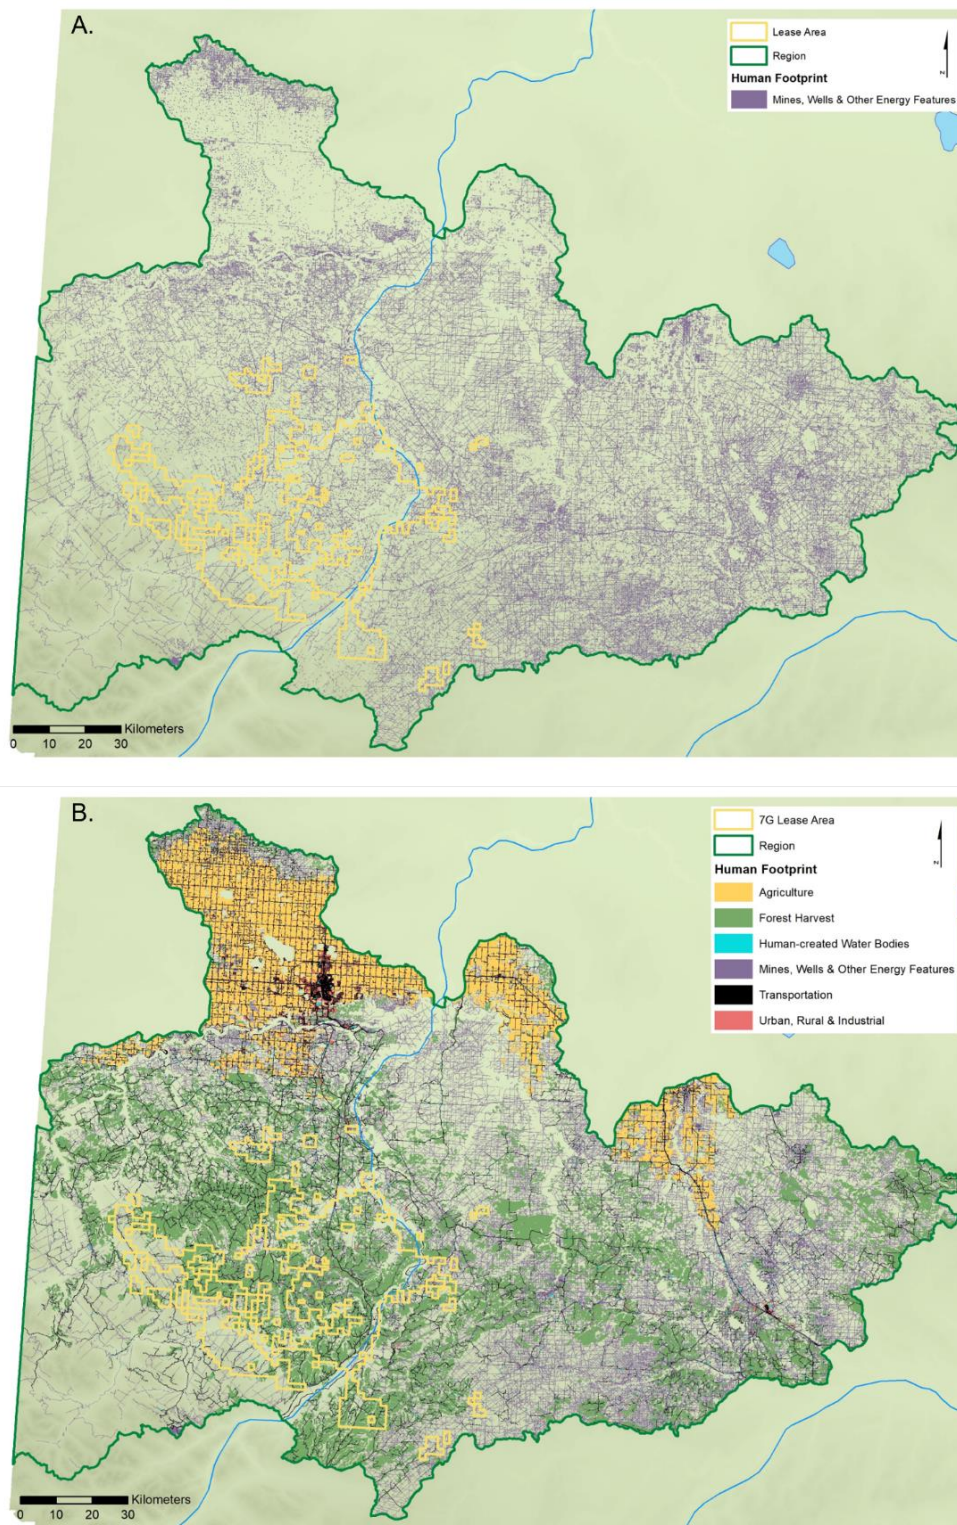 A.
Lease Area
Region
Human Footprint
Mines, Wells & Other Energy Features
N
Kilometers
0 10 20 30
B.
7G Lease Area
Region
Human Footprint
Agriculture
Forest Harvest
Human-created Water Bodies
Mines, Wells & Other Energy Features
Transportation
Urban, Rural & Industrial
N
Kilometers
0 10 20 30